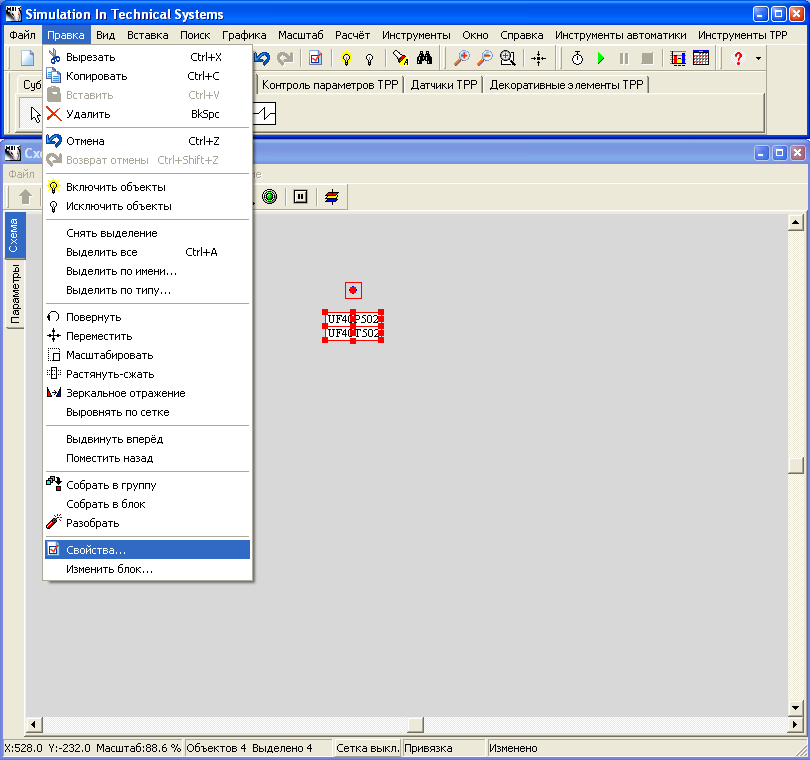 Simulation In Technical Systems
Файл Правка Вид Вставка Поиск Графика Масштаб Расчёт Инструменты Окно Справка Инструменты автоматики Инструменты ТРР
Суб Контроль параметров ТРР Датчики ТРР Декоративные элементы ТРР
Вырезать Ctrl+X
Копировать Ctrl+C
Вставить Ctrl+V
Удалить BkSpc
Отмена Ctrl+Z
Возврат отмены Ctrl+Shift+Z
Включить объекты
Исключить объекты
Снять выделение
Выделить все Ctrl+A
Выделить по имени...
Выделить по типу...
Повернуть
Переместить
Масштабировать
Растянуть-сжать
Зеркальное отражение
Выровнять по сетке
Выдвинуть вперёд
Поместить назад
Собрать в группу
Собрать в блок
Разобрать
Свойства...
Изменить блок...
Файл
Схема
Параметры
X:528.0 Y:-232.0 Масштаб:88.6 % Объектов 4 Выделено 4 Сетка выкл. Привязка Изменено